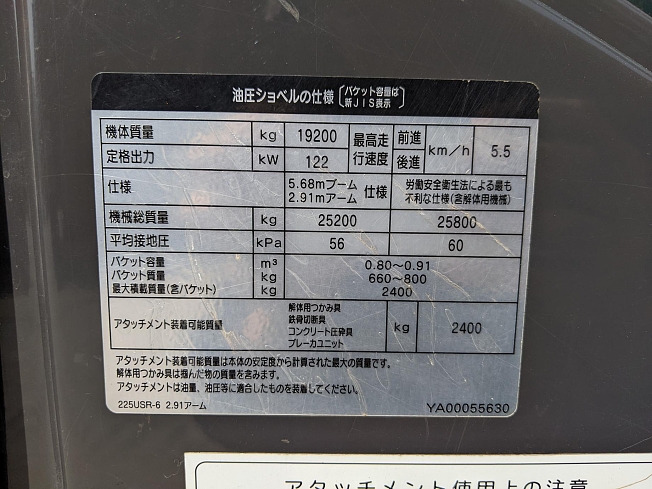 油圧ショベルの仕様 〔バケット容量は 新JIS表示〕
機体質量 kg 19200 最高走行速度 前進 後進 km/h 5.5
定格出力 kW 122
仕様 5.68mブーム 2.91mアーム 仕様 労働安全衛生法による最も不利な仕様(含解体用機械)
機械総質量 kg 25200 25800
平均接地圧 kPa 56 60
バケット容量 m³ 0.80～0.91
バケット質量 kg 660～800
最大積載質量(含バケット) kg 2400
アタッチメント装着可能質量 解体用つかみ具 鉄骨切断具 コンクリート圧砕具 ブレーカユニット kg 2400
アタッチメント装着可能質量は本体の安定度から計算された最大の質量です。
解体用つかみ具は掴んだ物の質量を含みます。
アタッチメントは油量、油圧等に適合したものを装着してください。
225USR-6 2.91アーム YA00055630
アタッチメント使用上の注意